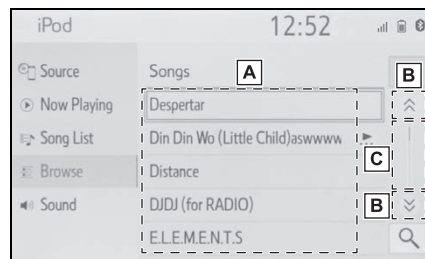 iPod 12:52
Source Songs A B
Now Playing Despertar
Song List Din Din Wo (Little Child)aswwww
C
Browse Distance
Sound DJDJ (for RADIO) B
E.L.E.M.E.N.T.S